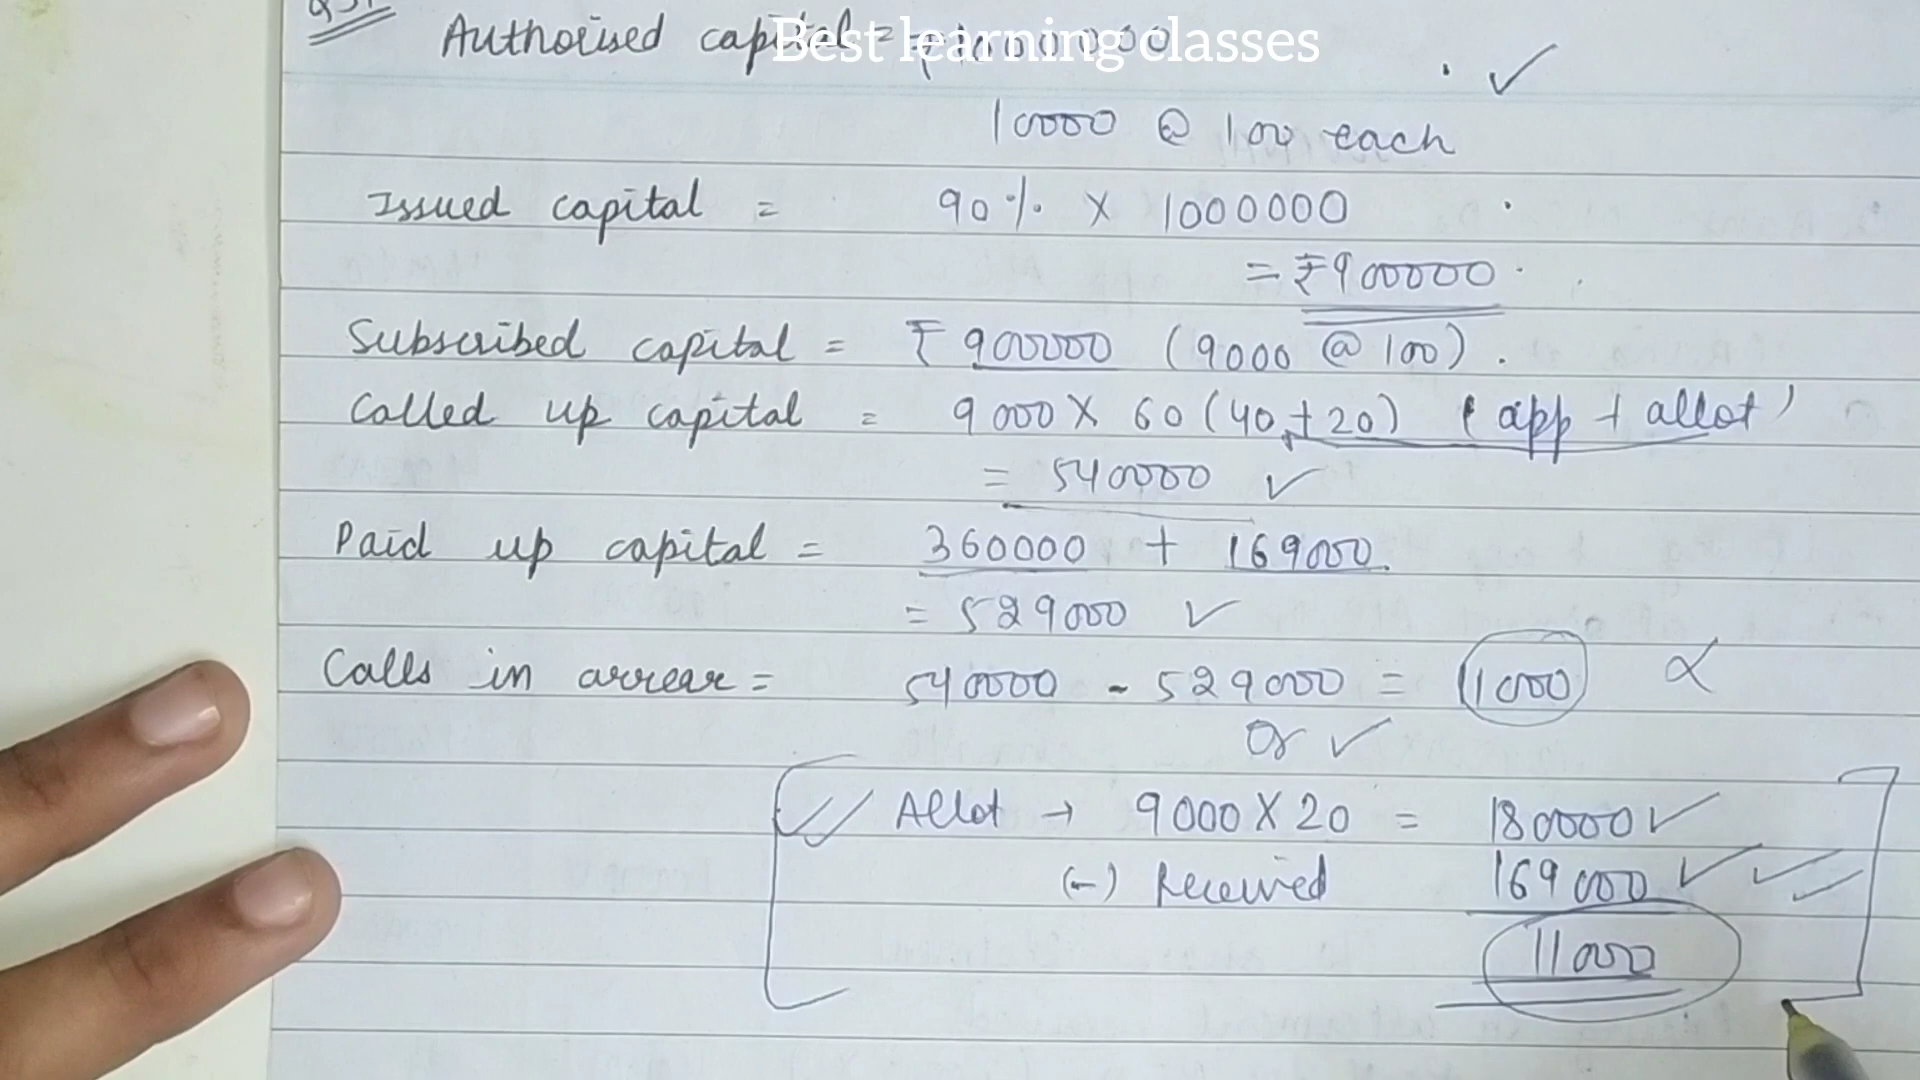 Authorised capital = ₹1000000
Best learning classes
10000 @ 100 each
Issued capital = 90% X 1000000
= ₹900000
Subscribed capital = ₹ 900000 (9000 @ 100).
Called up capital = 9000 X 60 (40+20) (app + allot)
= 540000
Paid up capital = 360000 + 169000.
= 529000
Calls in arrear = 540000 - 529000 = 11000
Or
Allot → 9000 X 20 = 180000
(-) Received 169000
11000